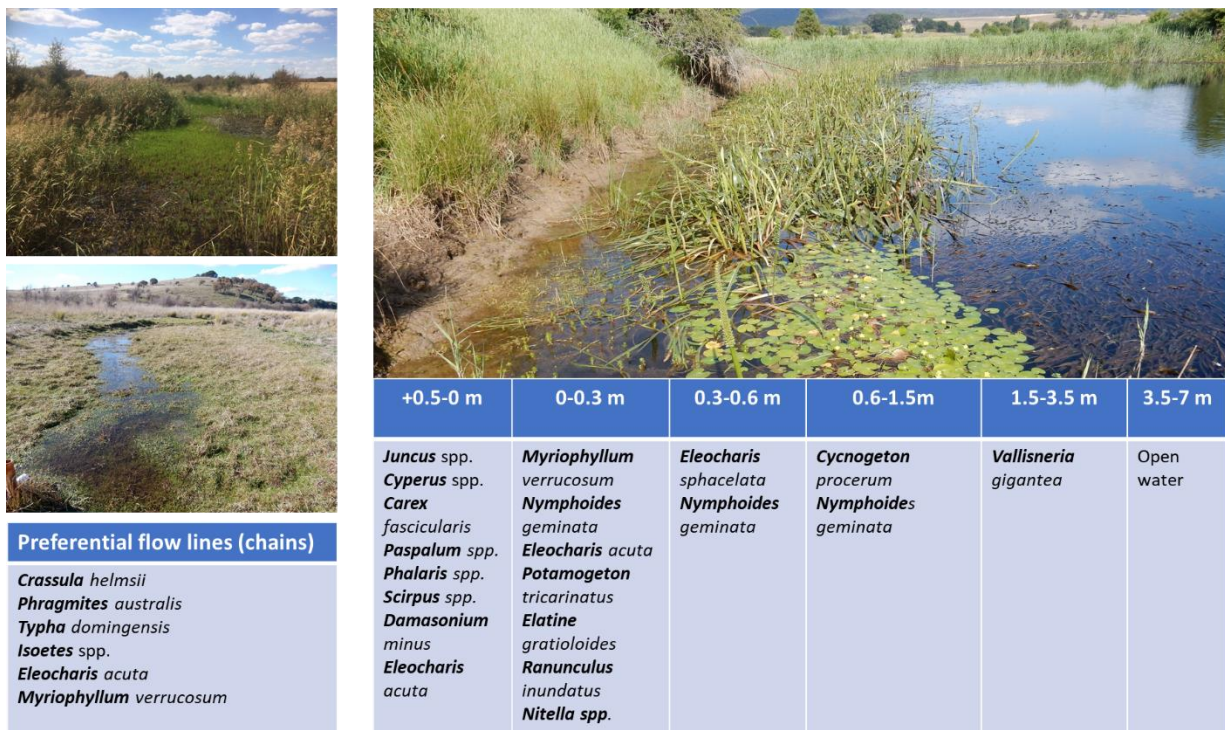 Preferential flow lines (chains)
Crassula helmsii
Phragmites australis
Typha domingensis
Isoetes spp.
Eleocharis acuta
Myriophyllum verrucosum
+0.5-0 m
Juncus spp.
Cyperus spp.
Carex
fascicularis
Paspalum spp.
Phalaris spp.
Scirpus spp.
Damasonium
minus
Eleocharis
acuta
0-0.3 m
Myriophyllum
verrucosum
Nymphoides
geminata
Eleocharis acuta
Potamogeton
tricarinatus
Elatine
gratioloides
Ranunculus
inundatus
Nitella spp.
0.3-0.6 m
Eleocharis
sphacelata
Nymphoides
geminata
0.6-1.5m
Cycnogeton
procerum
Nymphoides
geminata
1.5-3.5 m
Vallisneria
gigantea
3.5-7 m
Open
water